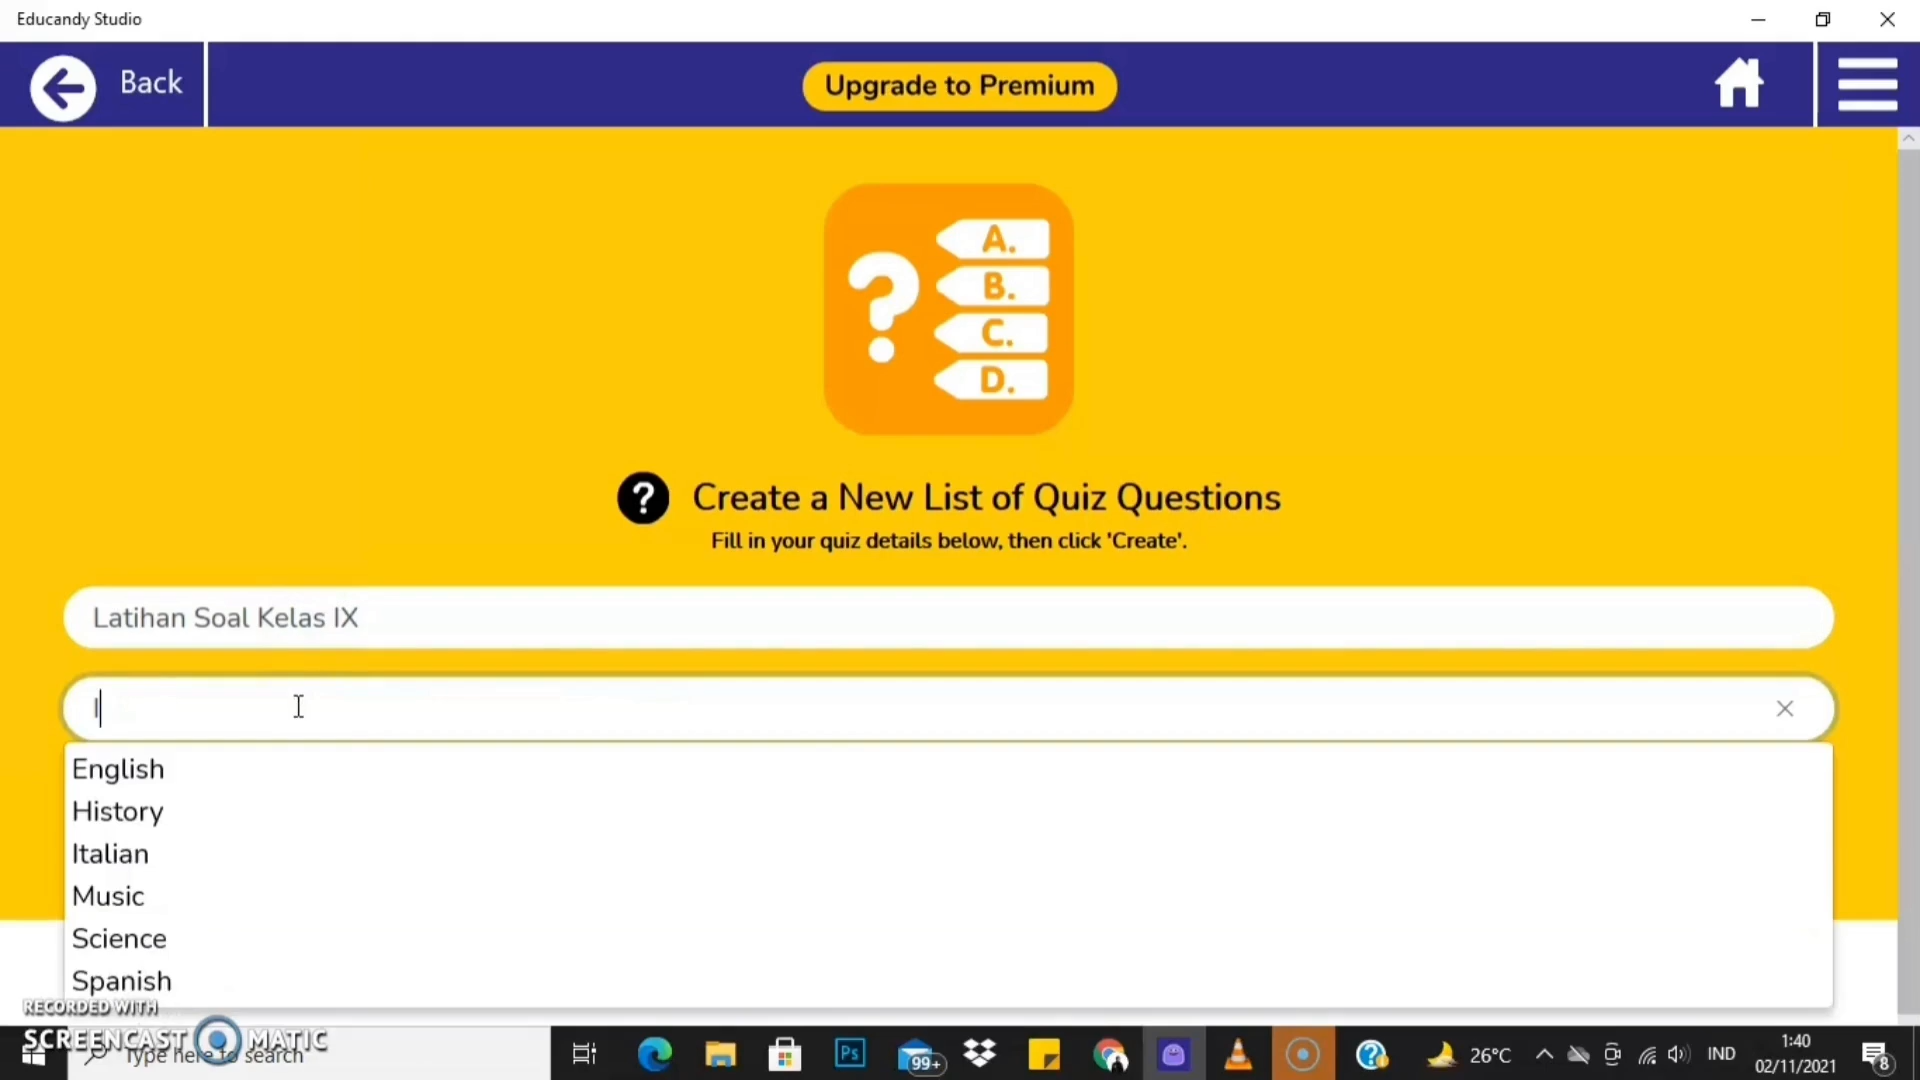 Educandy Studio
Back
Upgrade to Premium
A.
?
B.
C.
D.
? Create a New List of Quiz Questions
Fill in your quiz details below, then click 'Create'.
Latihan Soal Kelas IX
I
English
History
Italian
Music
Science
Spanish
RECORDED WITH
SCREENCAST MATIC
Type here to search
Ps
99+
26°C
IND
1:40
02/11/2021
8